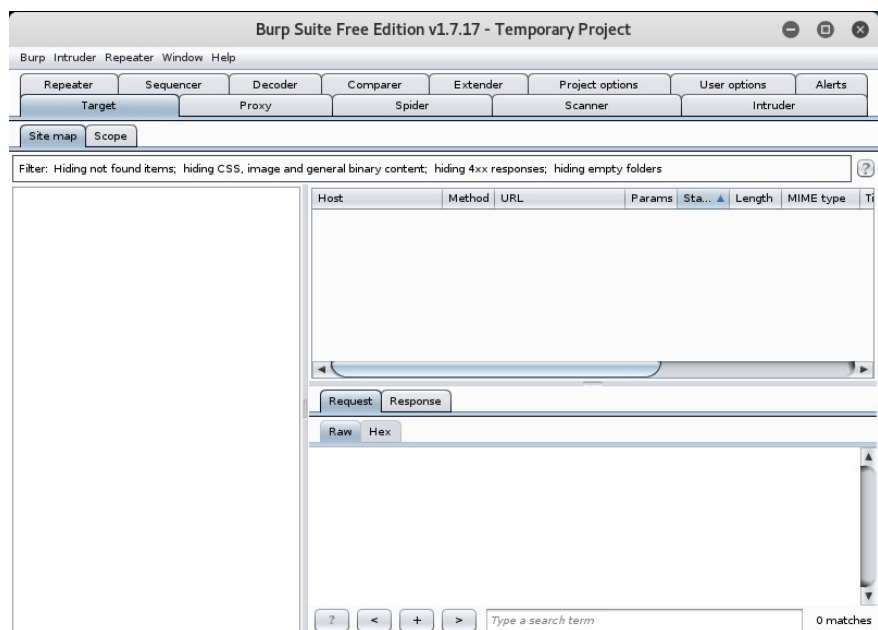 Burp Suite Free Edition v1.7.17 - Temporary Project
Burp Intruder Repeater Window Help
Repeater Sequencer Decoder Comparer Extender Project options User options Alerts
Target Proxy Spider Scanner Intruder
Site map Scope
Filter: Hiding not found items; hiding CSS, image and general binary content; hiding 4xx responses; hiding empty folders ?
Host Method URL Params Sta... ▲ Length MIME type Ti
Request Response
Raw Hex
? < + > Type a search term 0 matches